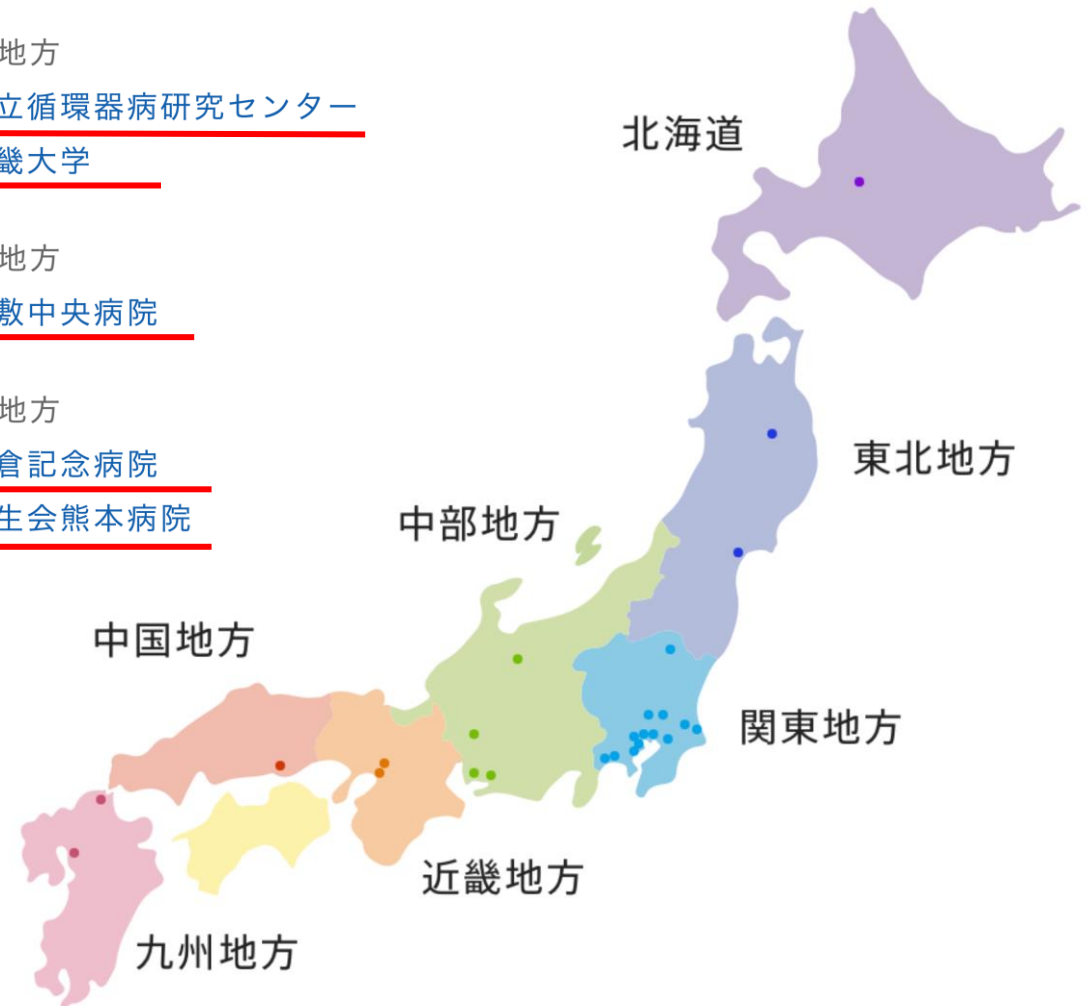 地方
立循環器病研究センター
畿大学
地方
敷中央病院
地方
倉記念病院
生会熊本病院
北海道
東北地方
中部地方
中国地方
関東地方
近畿地方
九州地方